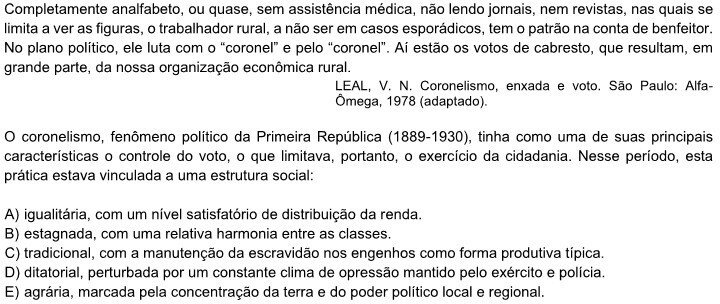 Completamente analfabeto, ou quase, sem assistência médica, não lendo jornais, nem revistas, nas quais se
limita a ver as figuras, o trabalhador rural, a não ser em casos esporádicos, tem o patrão na conta de benfeitor.
No plano político, ele luta com o “coronel” e pelo “coronel”. Aí estão os votos de cabresto, que resultam, em
grande parte, da nossa organização econômica rural.
LEAL, V. N. Coronelismo, enxada e voto. São Paulo: Alfa-
Ômega, 1978 (adaptado).
O coronelismo, fenômeno político da Primeira República (1889-1930), tinha como uma de suas principais
características o controle do voto, o que limitava, portanto, o exercício da cidadania. Nesse período, esta
prática estava vinculada a uma estrutura social:
A) igualitária, com um nível satisfatório de distribuição da renda.
B) estagnada, com uma relativa harmonia entre as classes.
C) tradicional, com a manutenção da escravidão nos engenhos como forma produtiva típica.
D) ditatorial, perturbada por um constante clima de opressão mantido pelo exército e polícia.
E) agrária, marcada pela concentração da terra e do poder político local e regional.